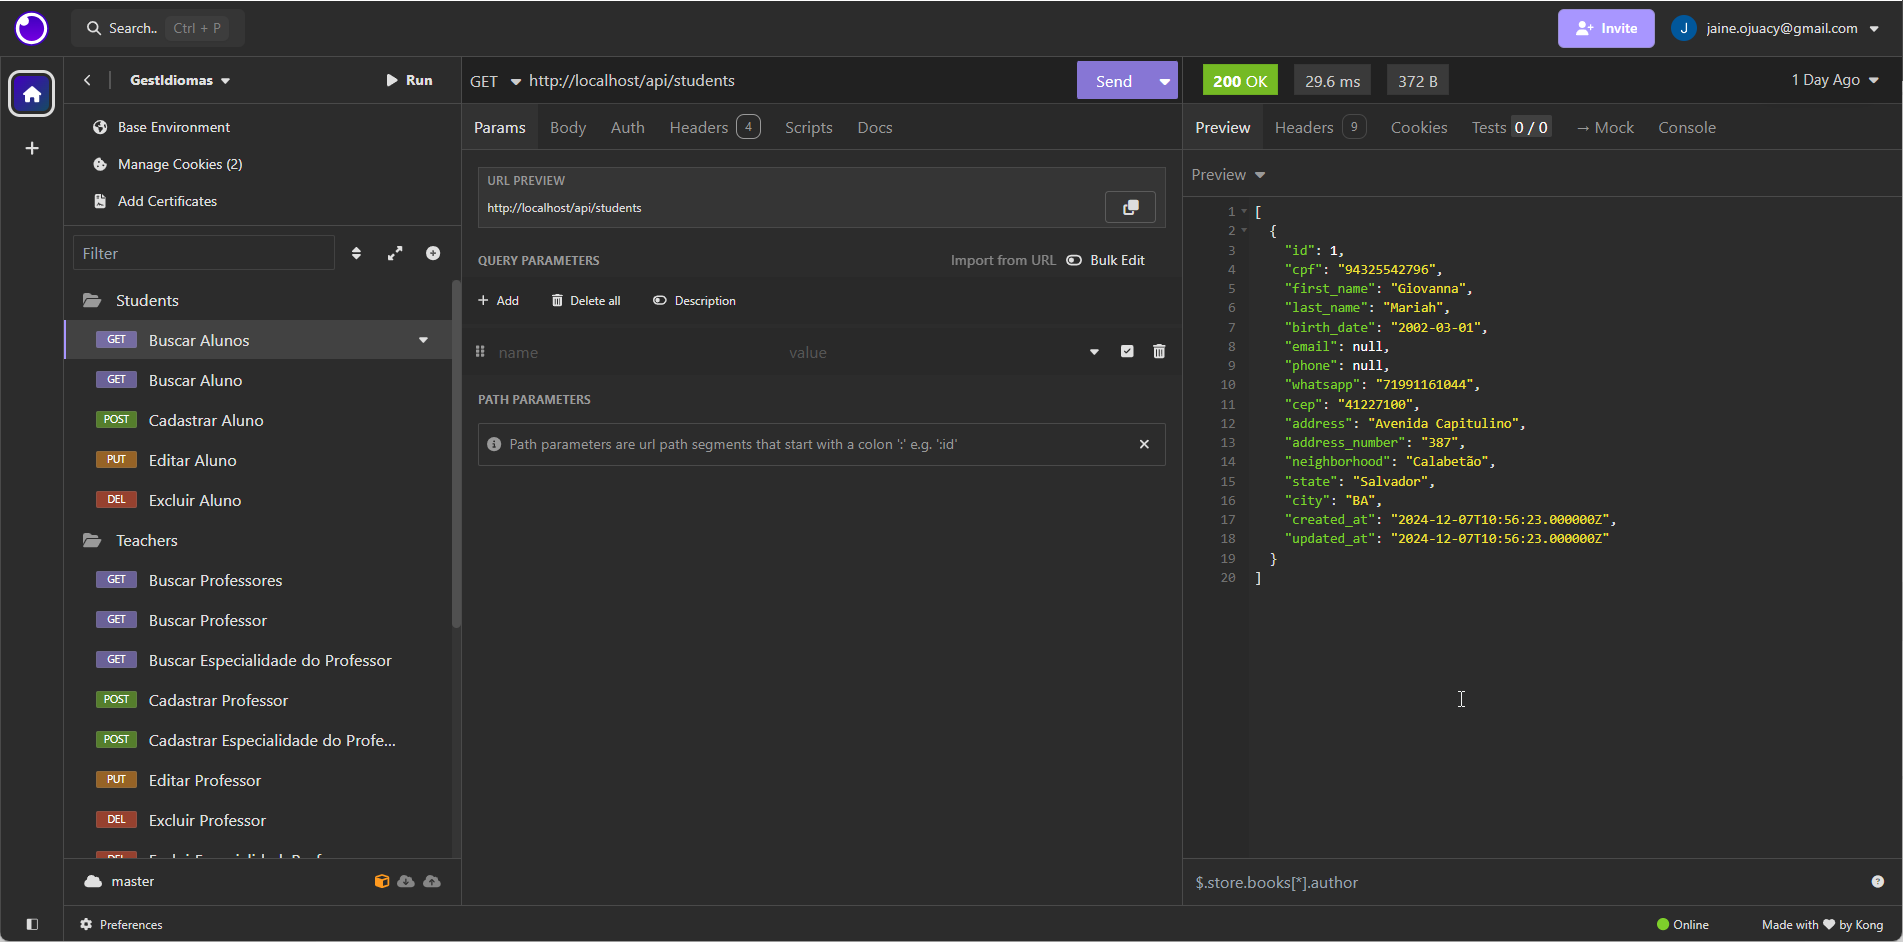 Search.. Ctrl + P
Invite
J jaine.ojuacy@gmail.com
GestIdiomas
Run
Base Environment
Manage Cookies (2)
Add Certificates
Filter
Students
GET Buscar Alunos
GET Buscar Aluno
POST Cadastrar Aluno
PUT Editar Aluno
DEL Excluir Aluno
Teachers
GET Buscar Professores
GET Buscar Professor
GET Buscar Especialidade do Professor
POST Cadastrar Professor
POST Cadastrar Especialidade do Profe...
PUT Editar Professor
DEL Excluir Professor
master
Preferences
GET http://localhost/api/students
Send
Params Body Auth Headers 4 Scripts Docs
URL PREVIEW
http://localhost/api/students
QUERY PARAMETERS
Import from URL Bulk Edit
+ Add Delete all Description
name value
PATH PARAMETERS
Path parameters are url path segments that start with a colon ':' e.g. ':id'
200 OK 29.6 ms 372 B
1 Day Ago
Preview Headers 9 Cookies Tests 0 / 0 → Mock Console
Preview
1 [
2 {
3 "id": 1,
4 "cpf": "94325542796",
5 "first_name": "Giovanna",
6 "last_name": "Mariah",
7 "birth_date": "2002-03-01",
8 "email": null,
9 "phone": null,
10 "whatsapp": "71991161044",
11 "cep": "41227100",
12 "address": "Avenida Capitulino",
13 "address_number": "387",
14 "neighborhood": "Calabetão",
15 "state": "Salvador",
16 "city": "BA",
17 "created_at": "2024-12-07T10:56:23.000000Z",
18 "updated_at": "2024-12-07T10:56:23.000000Z"
19 }
20 ]
$.store.books[*].author
Online
Made with ♥ by Kong